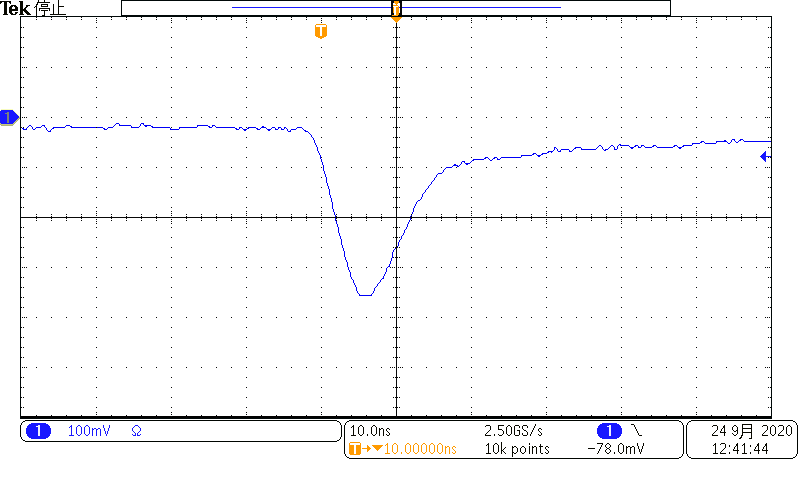 Tek 停止
T
T
1
1 100mV Ω
10.0ns 2.50GS/s 1 \
T→▼10.00000ns 10k points -78.0mV
24 9月 2020
12:41:44